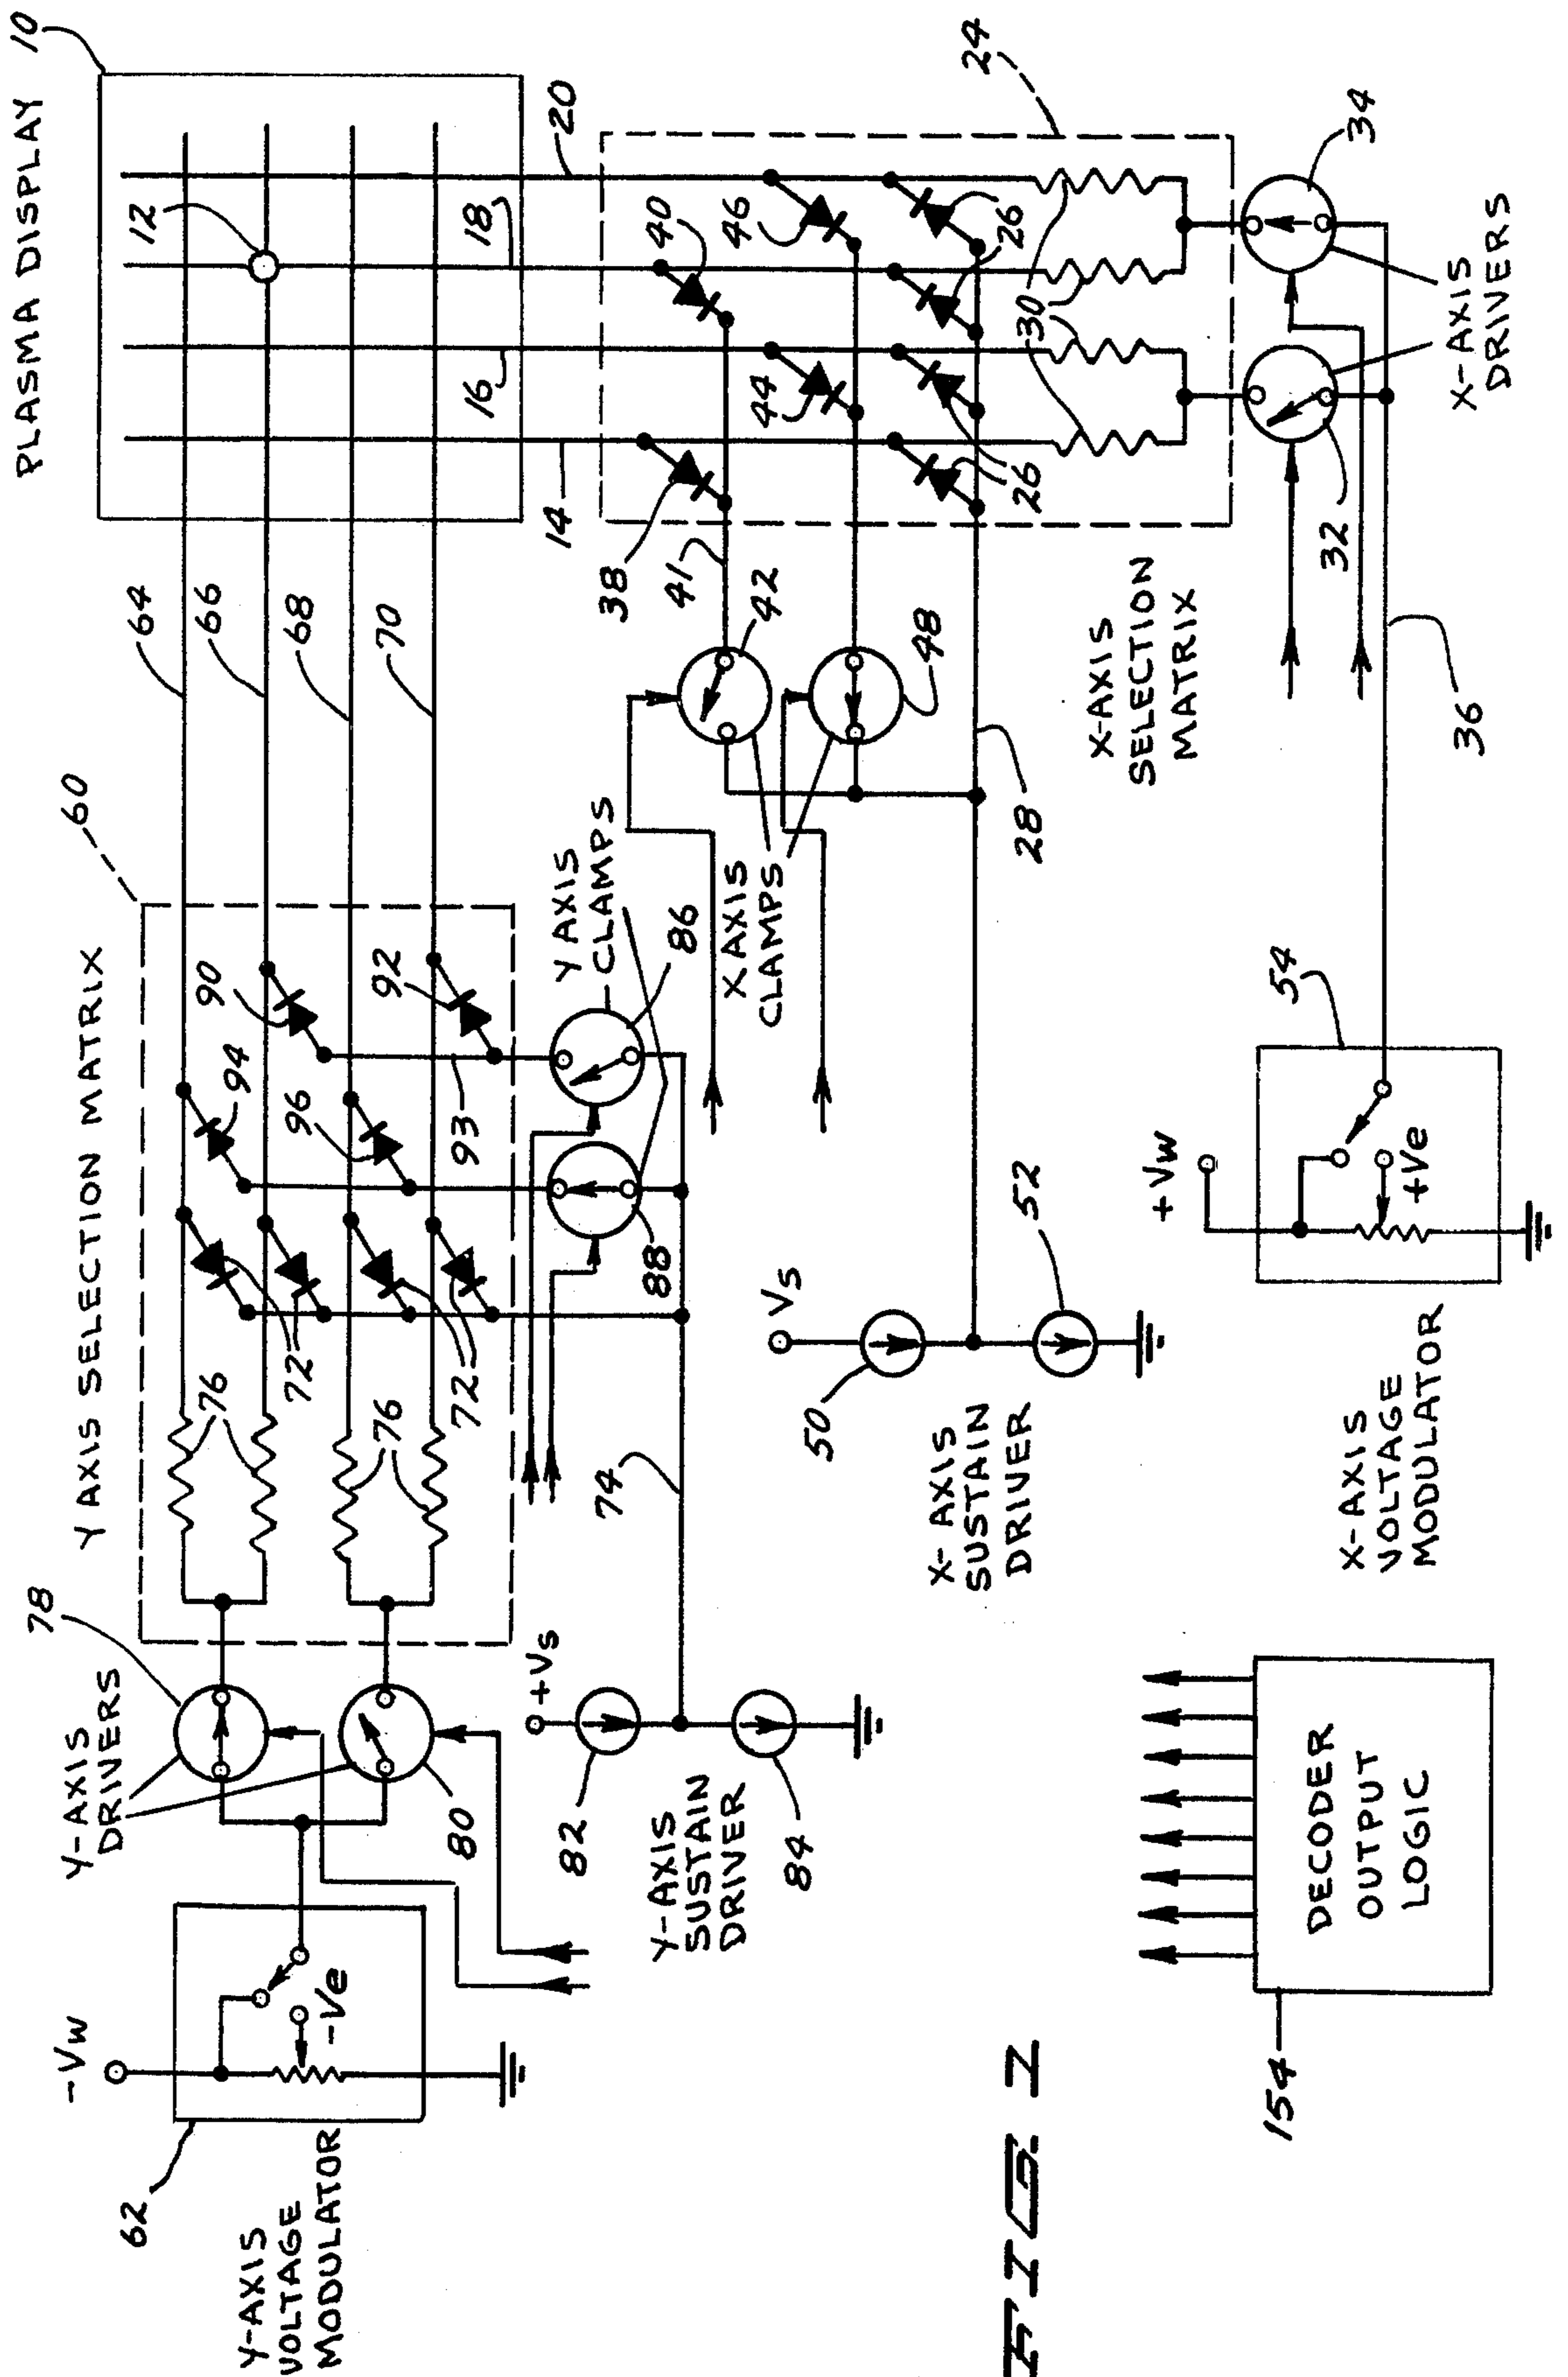 PLASMA DISPLAY 10
12
20
18
16
14
64
66
68
70
60
Y AXIS SELECTION MATRIX
90
92
94
96
93
72
72
76
76
78
Y-AXIS
DRIVERS
80
-Vw
-Ve
62
Y-AXIS
VOLTAGE
MODULATOR
+Vs
82
84
Y-AXIS
SUSTAIN
DRIVER
74
88
86
Y AXIS
CLAMPS
X AXIS
CLAMPS
24
40
46
26
38
44
26
30
41
42
48
28
X-AXIS
SELECTION
MATRIX
34
32
X-AXIS
DRIVERS
36
Vs
50
52
X-AXIS
SUSTAIN
DRIVER
+Vw
+Ve
54
X-AXIS
VOLTAGE
MODULATOR
DECODER
OUTPUT
LOGIC
154
FIG. 1